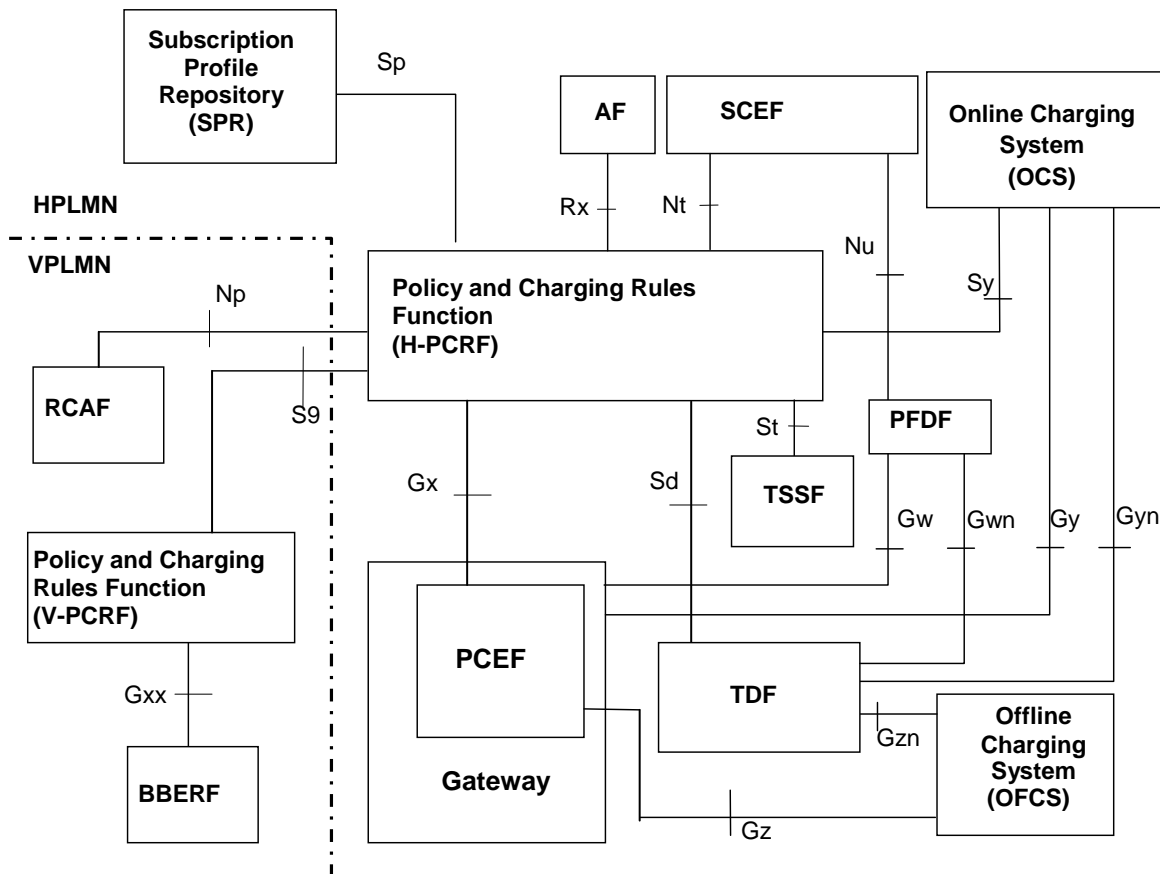 Subscription
Profile
Repository
(SPR)
Sp
AF
SCEF
Online Charging
System
(OCS)
HPLMN
Rx
Nt
Nu
Sy
VPLMN
Np
Policy and Charging Rules
Function
(H-PCRF)
RCAF
S9
PFDF
St
Gx
Sd
TSSF
Gw
Gwn
Gy
Gyn
Policy and Charging
Rules Function
(V-PCRF)
PCEF
TDF
Gxx
Gzn
Offline
Charging
System
(OFCS)
BBERF
Gateway
Gz